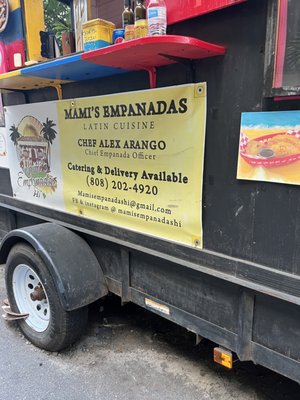 MAMI'S EMPANADAS
LATIN CUISINE
CHEF ALEX ARANGO
Chief Empanada Officer
Catering & Delivery Available
(808) 202-4920
Mamisempanadashi@gmail.com
FB & Instagram @ mamisempanadashi
Empanadas